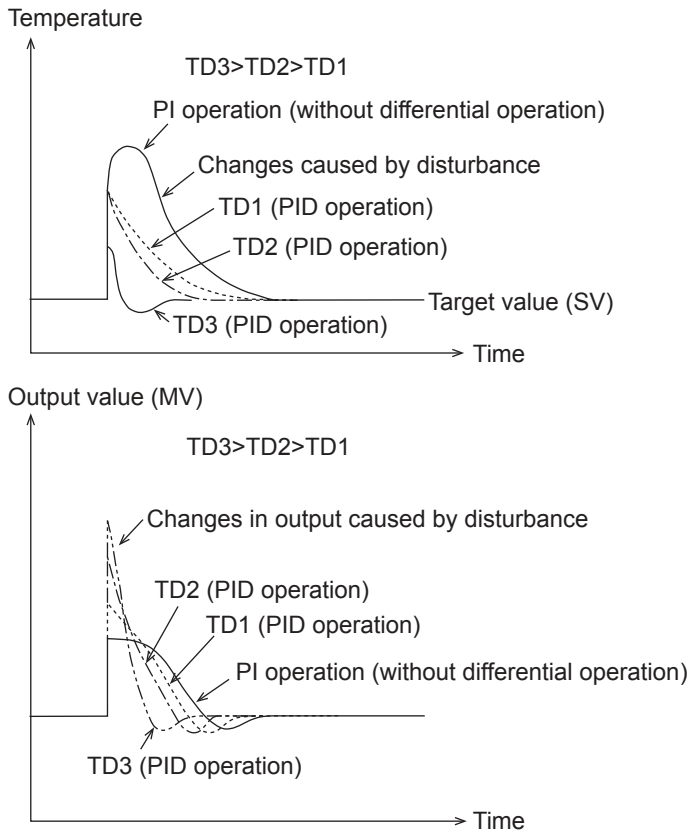 Temperature
TD3>TD2>TD1
PI operation (without differential operation)
Changes caused by disturbance
TD1 (PID operation)
TD2 (PID operation)
Target value (SV)
TD3 (PID operation)
Time
Output value (MV)
TD3>TD2>TD1
Changes in output caused by disturbance
TD2 (PID operation)
TD1 (PID operation)
PI operation (without differential operation)
TD3 (PID operation)
Time